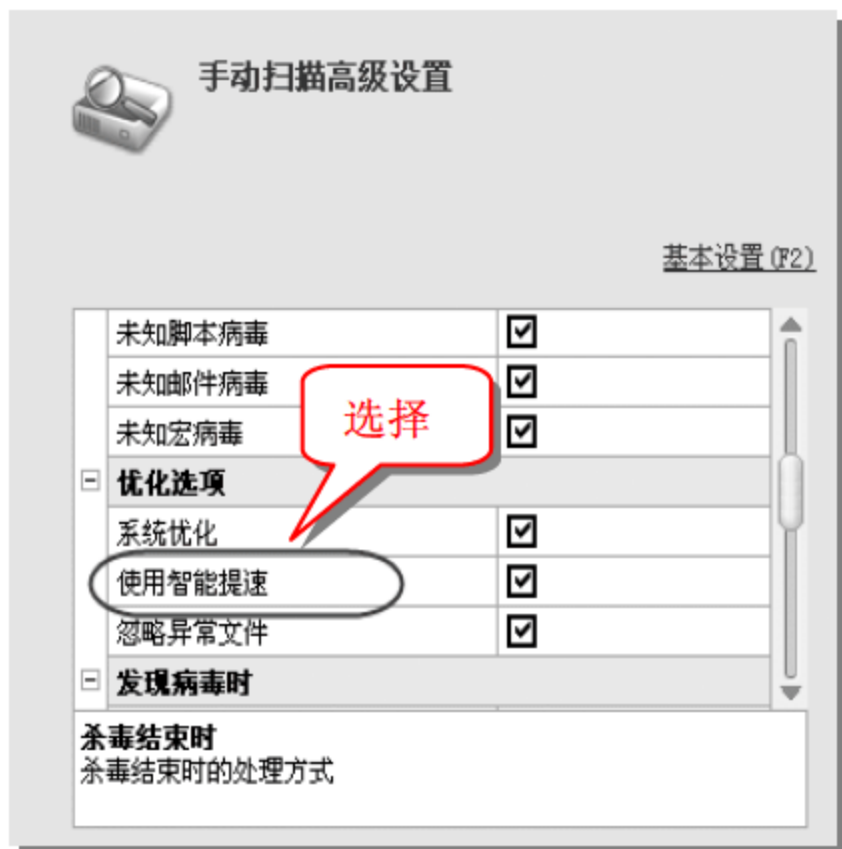 手动扫描高级设置
基本设置(F2)
未知脚本病毒
未知邮件病毒
未知宏病毒
选择
优化选项
系统优化
使用智能提速
忽略异常文件
发现病毒时
杀毒结束时
杀毒结束时的处理方式